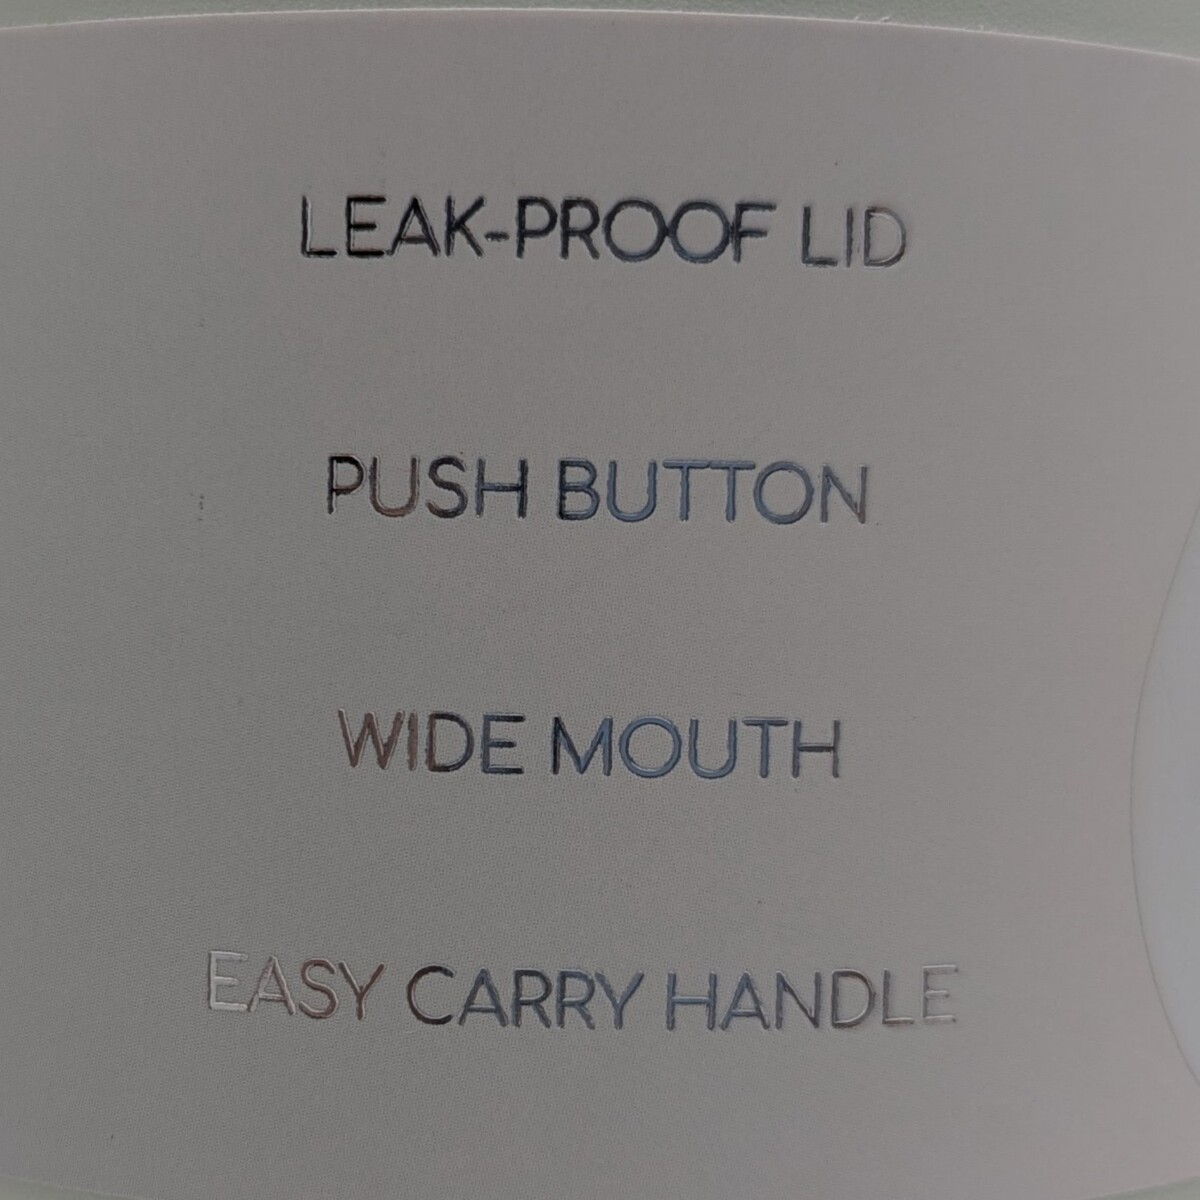 LEAK-PROOF LID
PUSH BUTTON
WIDE MOUTH
EASY CARRY HANDLE